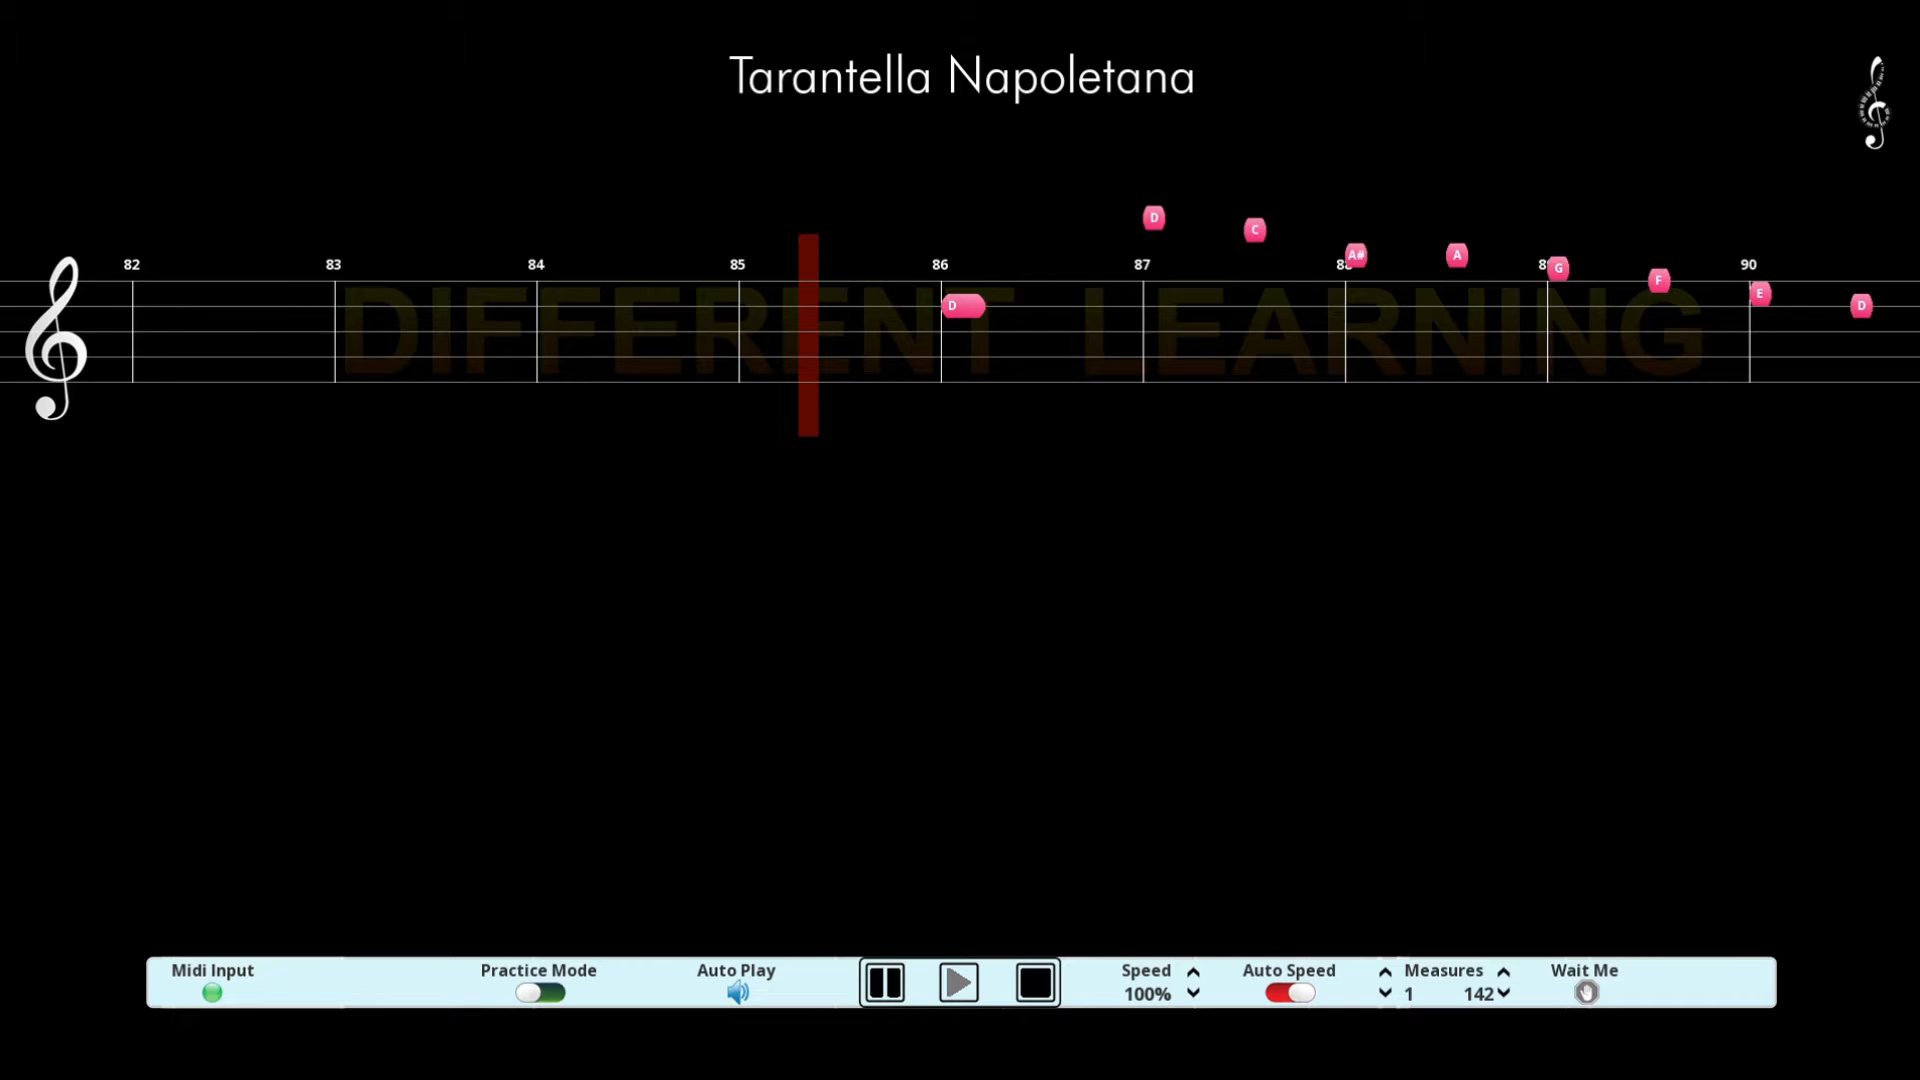 Tarantella Napoletana
D C
A# A G F E D
82 83 84 85 86 87 90
D
DIFFERENT LEARNING
Midi Input Practice Mode Auto Play Speed Auto Speed Measures Wait Me
100% 1 142